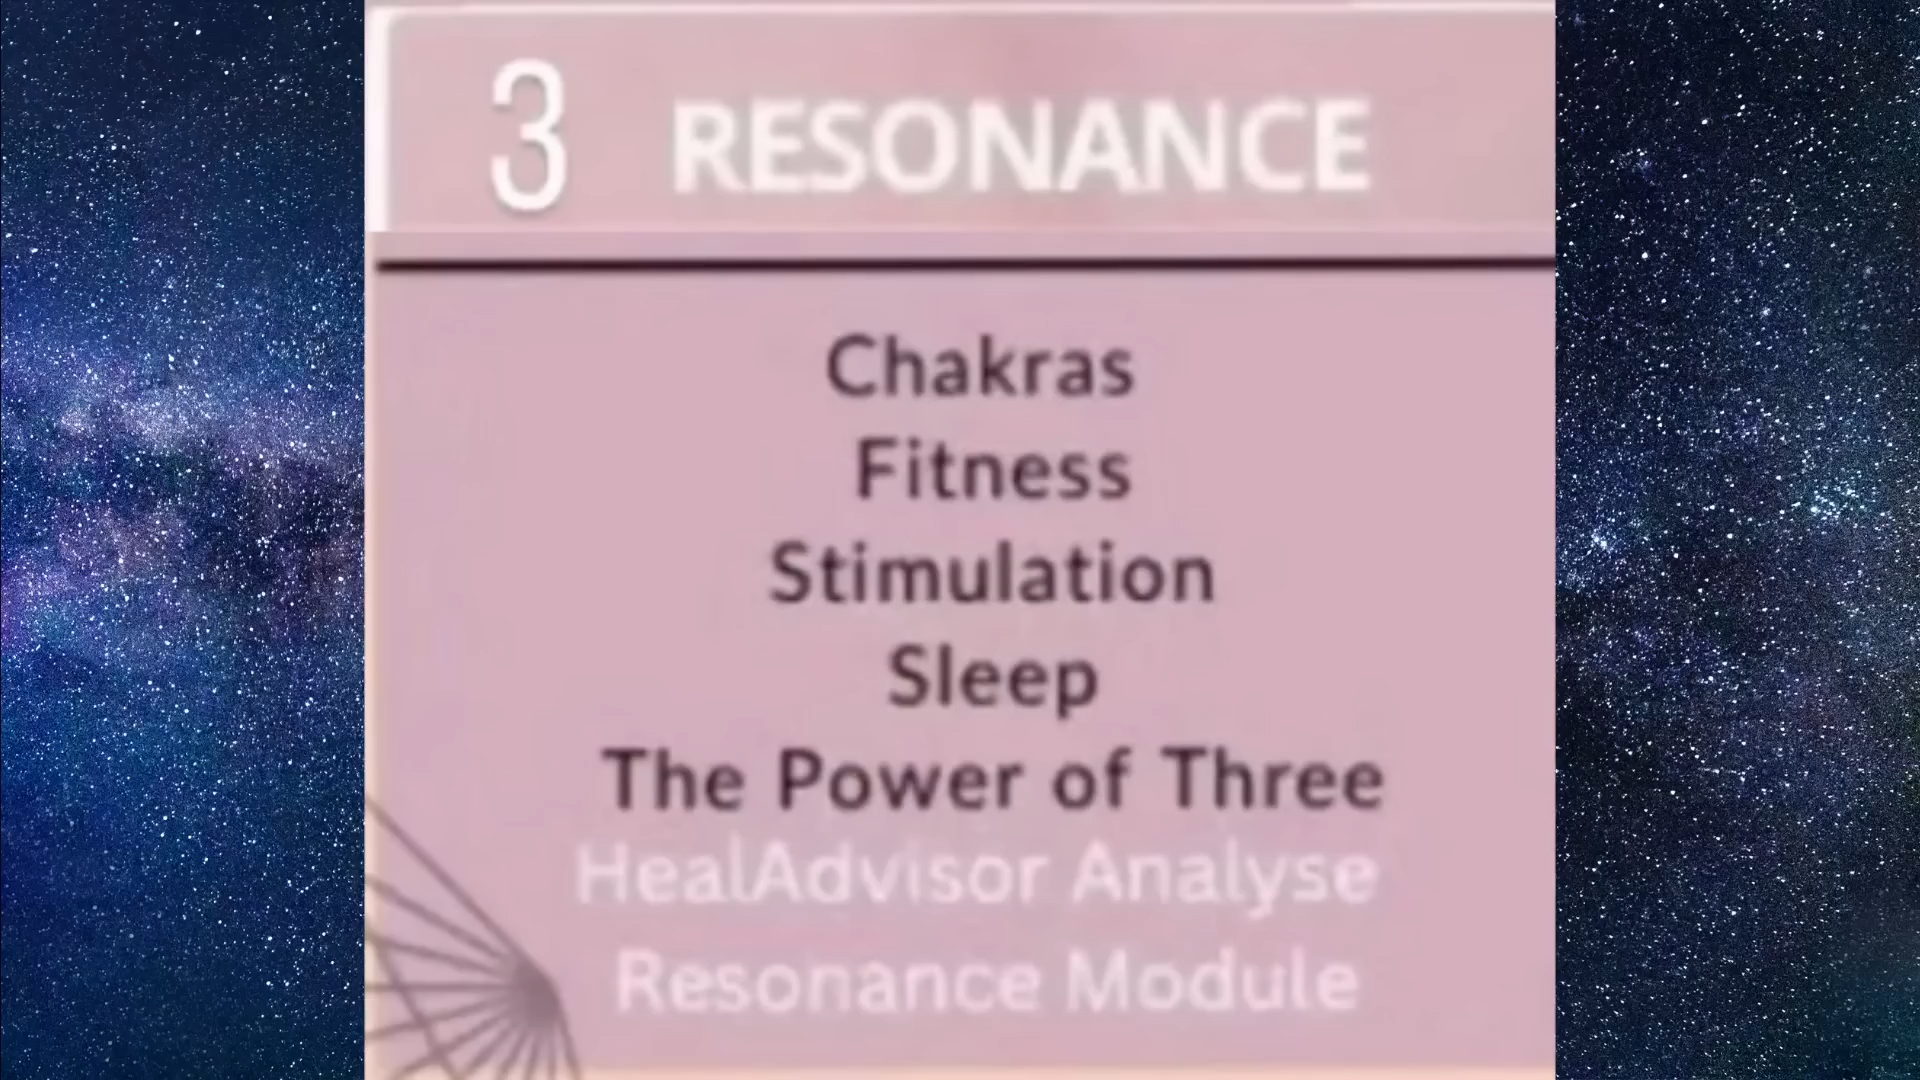 3 RESONANCE
Chakras
Fitness
Stimulation
Sleep
The Power of Three
HealAdvisor Analyse
Resonance Module